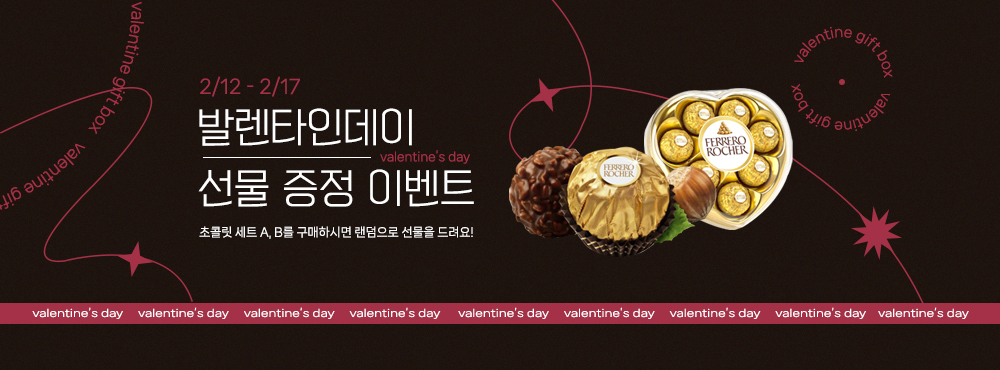 valentine gift box
valentine gift
2/12 - 2/17
발렌타인데이
valentine's day
선물 증정 이벤트
초콜릿 세트 A, B를 구매하시면 랜덤으로 선물을 드려요!
FERRERO
ROCHER
FERRERO
ROCHER
valentine gift box
valentine gift box
valentine's day valentine's day valentine's day valentine's day valentine's day valentine's day valentine's day valentine's day valentine's day